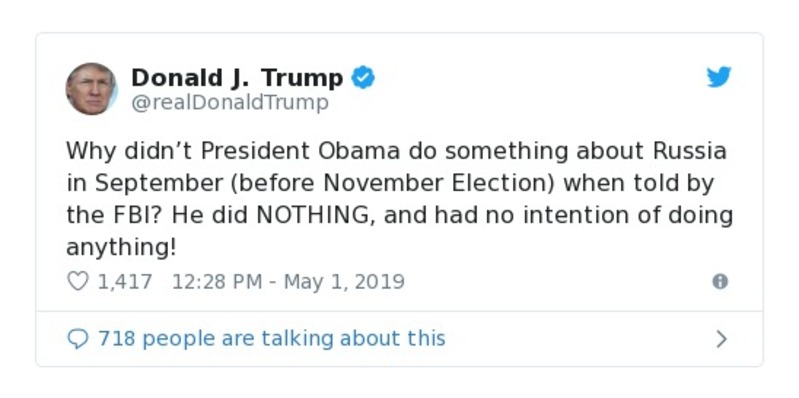 Donald J. Trump
@realDonaldTrump
Why didn’t President Obama do something about Russia
in September (before November Election) when told by
the FBI? He did NOTHING, and had no intention of doing
anything!
1,417 12:28 PM - May 1, 2019
718 people are talking about this